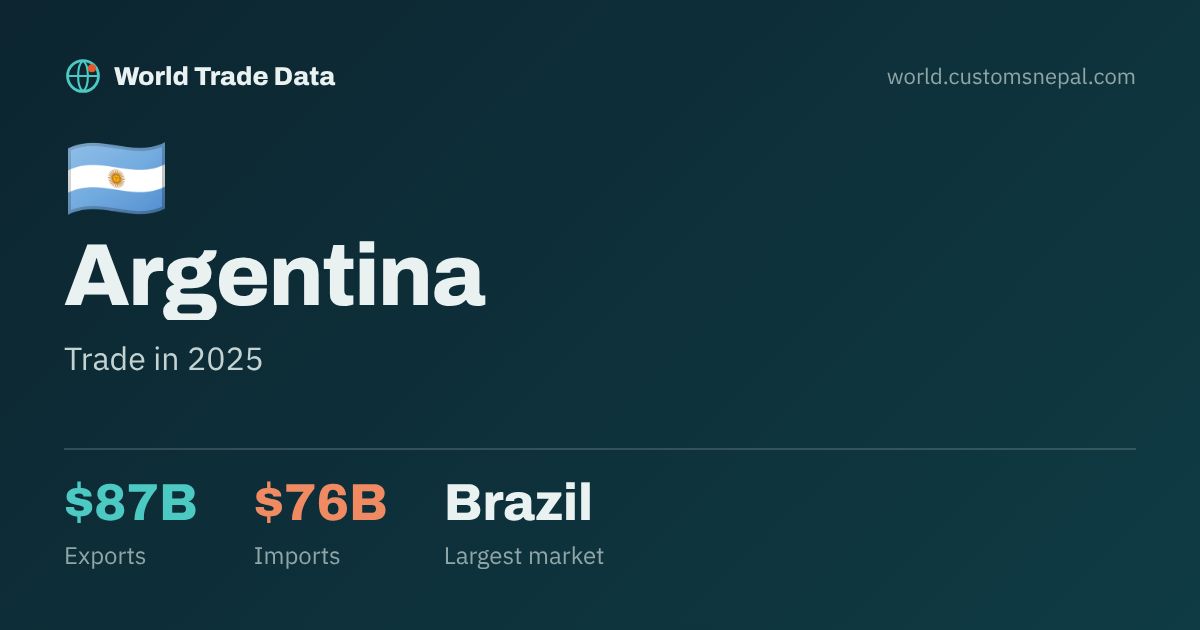 World Trade Data
world.customsnepal.com
Argentina
Trade in 2025
$87B $76B Brazil
Exports Imports Largest market